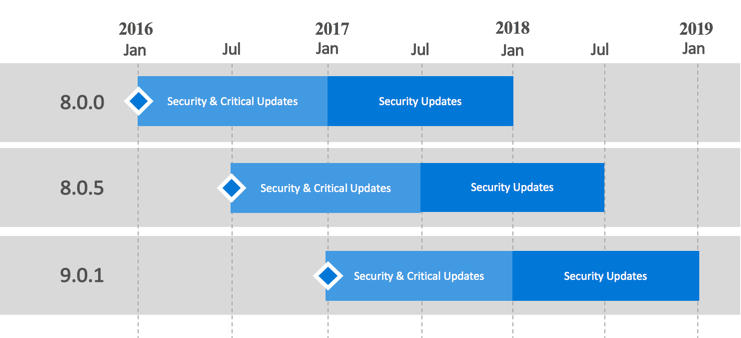 2016 2017 2018 2019
Jan Jul Jan Jul Jan Jul Jan
8.0.0 Security & Critical Updates Security Updates
8.0.5 Security & Critical Updates Security Updates
9.0.1 Security & Critical Updates Security Updates